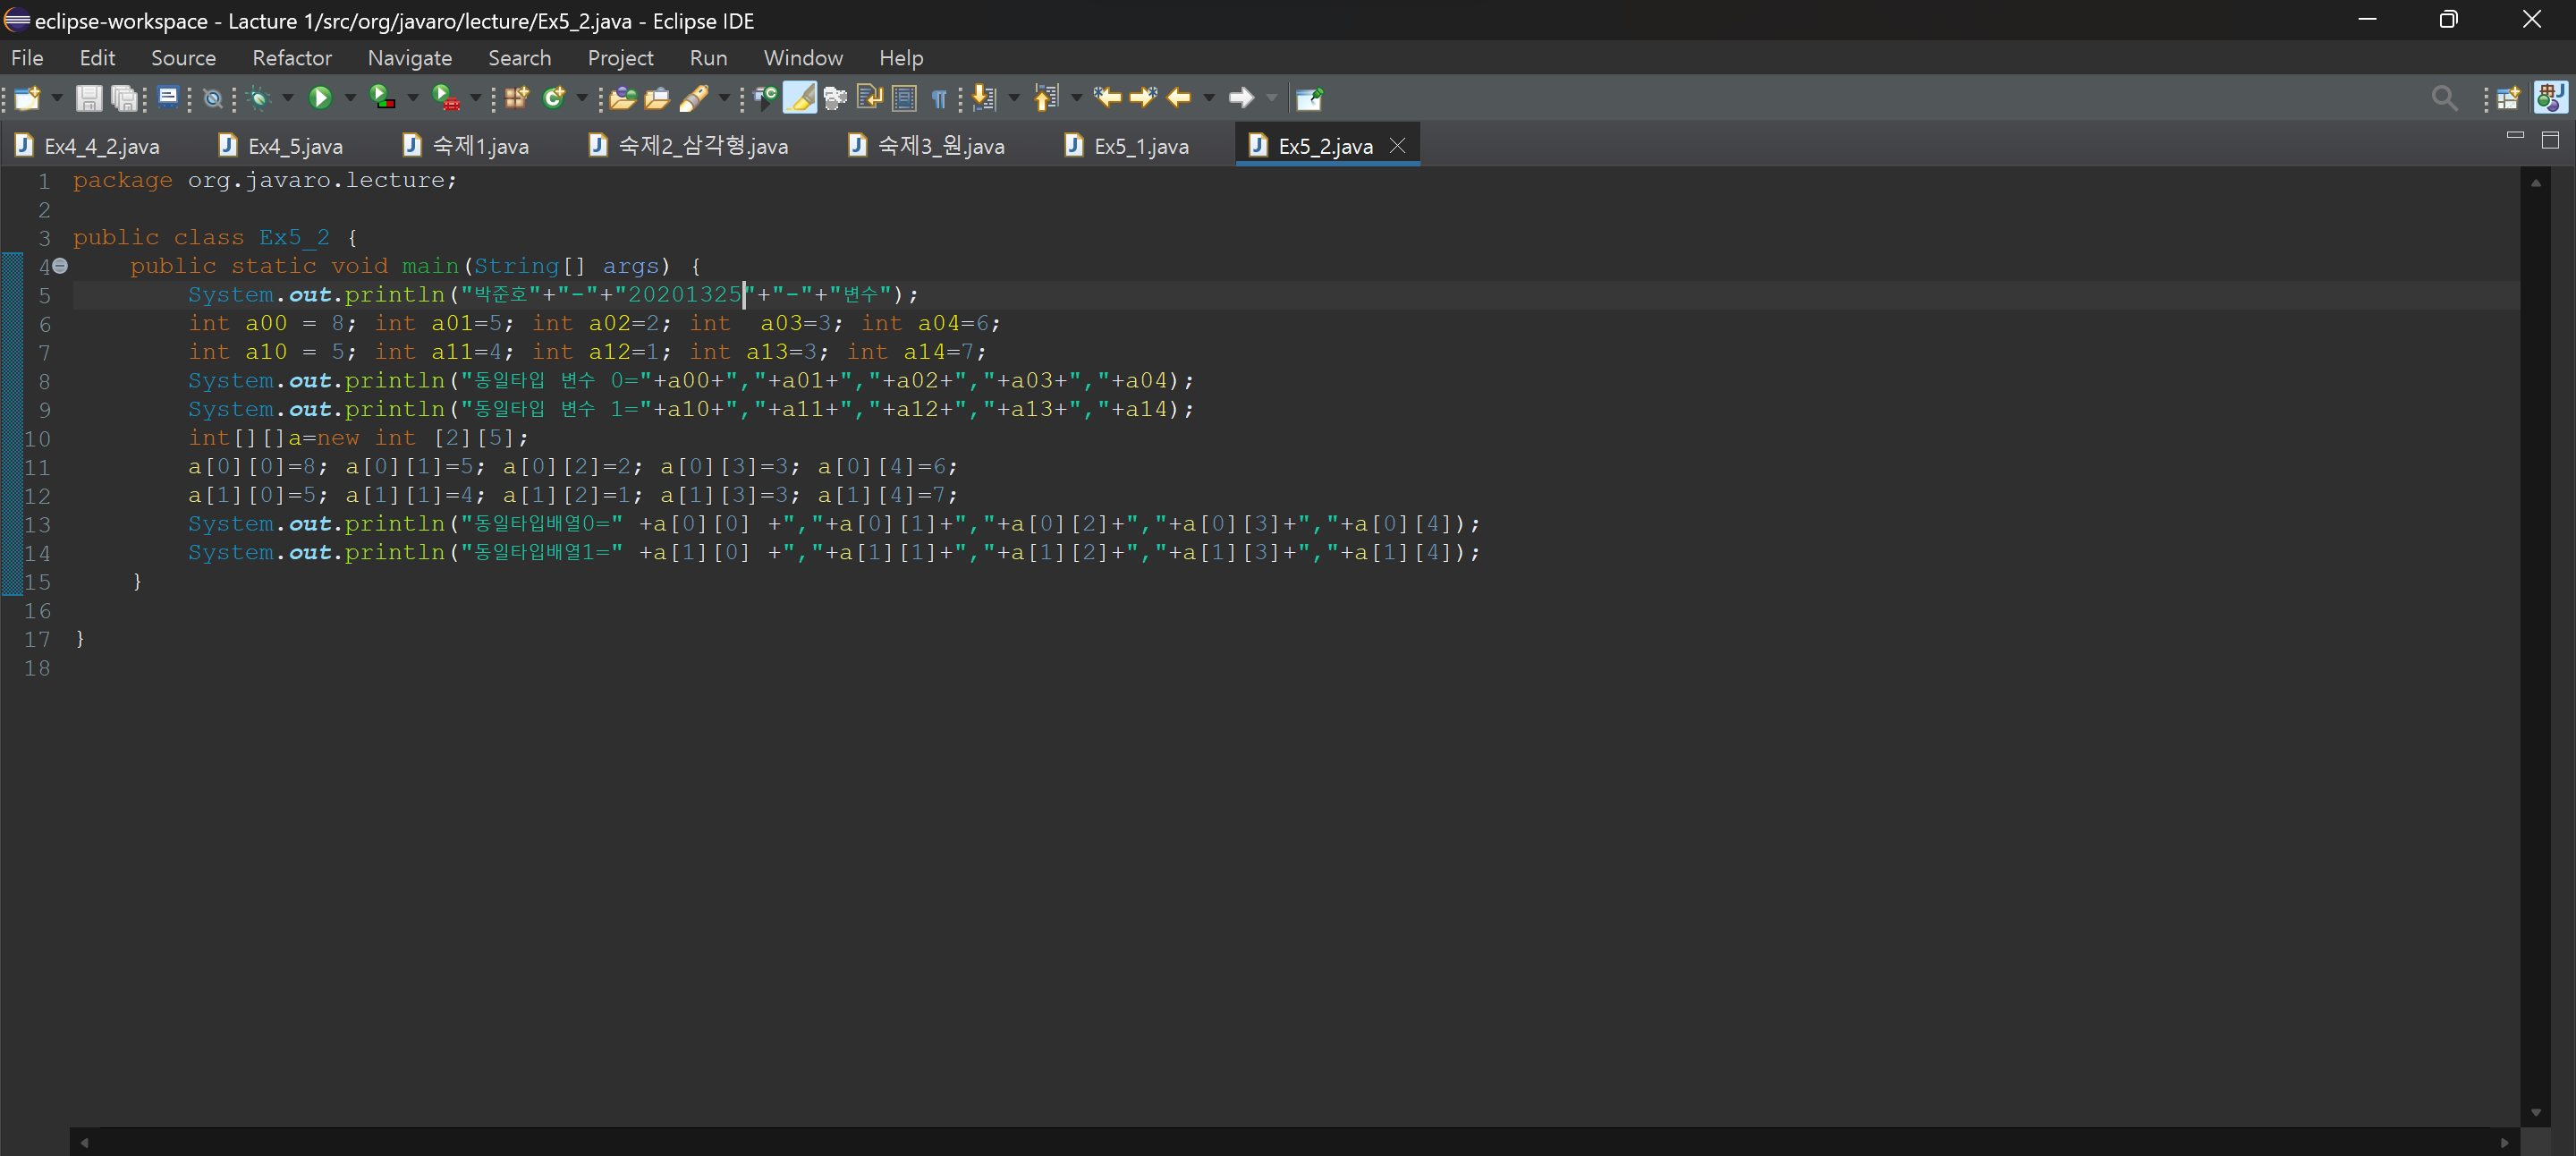 eclipse-workspace - Lacture 1/src/org/javaro/lecture/Ex5_2.java - Eclipse IDE
File Edit Source Refactor Navigate Search Project Run Window Help
Ex4_4_2.java Ex4_5.java 숙제1.java 숙제2_삼각형.java 숙제3_원.java Ex5_1.java Ex5_2.java
1 package org.javaro.lecture;
2
3 public class Ex5_2 {
4 public static void main(String[] args) {
5 System.out.println("박준호"+"-"+"20201325"+"-"+"변수");
6 int a00 = 8; int a01=5; int a02=2; int  a03=3; int a04=6;
7 int a10 = 5; int a11=4; int a12=1; int a13=3; int a14=7;
8 System.out.println("동일타입 변수 0="+a00+","+a01+","+a02+","+a03+","+a04);
9 System.out.println("동일타입 변수 1="+a10+","+a11+","+a12+","+a13+","+a14);
10 int[][]a=new int [2][5];
11 a[0][0]=8; a[0][1]=5; a[0][2]=2; a[0][3]=3; a[0][4]=6;
12 a[1][0]=5; a[1][1]=4; a[1][2]=1; a[1][3]=3; a[1][4]=7;
13 System.out.println("동일타입배열0=" +a[0][0] +","+a[0][1]+","+a[0][2]+","+a[0][3]+","+a[0][4]);
14 System.out.println("동일타입배열1=" +a[1][0] +","+a[1][1]+","+a[1][2]+","+a[1][3]+","+a[1][4]);
15 }
16
17 }
18